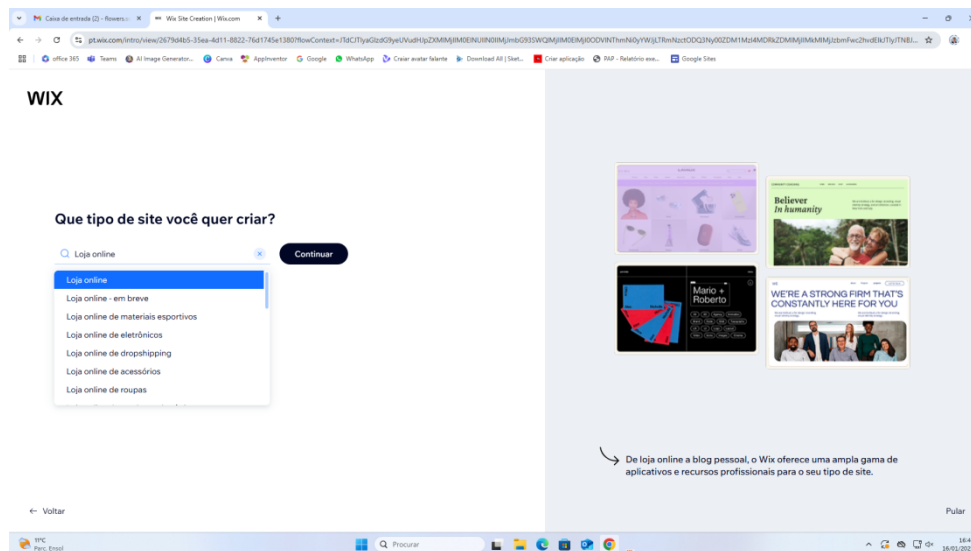 Caixa de entrada (2) - flowers.c
Wix Site Creation | Wix.com
office 365
Teams
AI Image Generator...
Canva
AppInventor
Google
WhatsApp
Craiar avatar falante
Download All | Sket...
Criar aplicação
PAP - Relatório exe...
Google Sites
WIX
Que tipo de site você quer criar?
Loja online
Continuar
Loja online
Loja online - em breve
Loja online de materiais esportivos
Loja online de eletrônicos
Loja online de dropshipping
Loja online de acessórios
Loja online de roupas
Believer
In humanity
Mario +
Roberto
WE'RE A STRONG FIRM THAT'S
CONSTANTLY HERE FOR YOU
De loja online a blog pessoal, o Wix oferece uma ampla gama de
aplicativos e recursos profissionais para o seu tipo de site.
Voltar
Pular
11°C
Parc. Ensol
Procurar